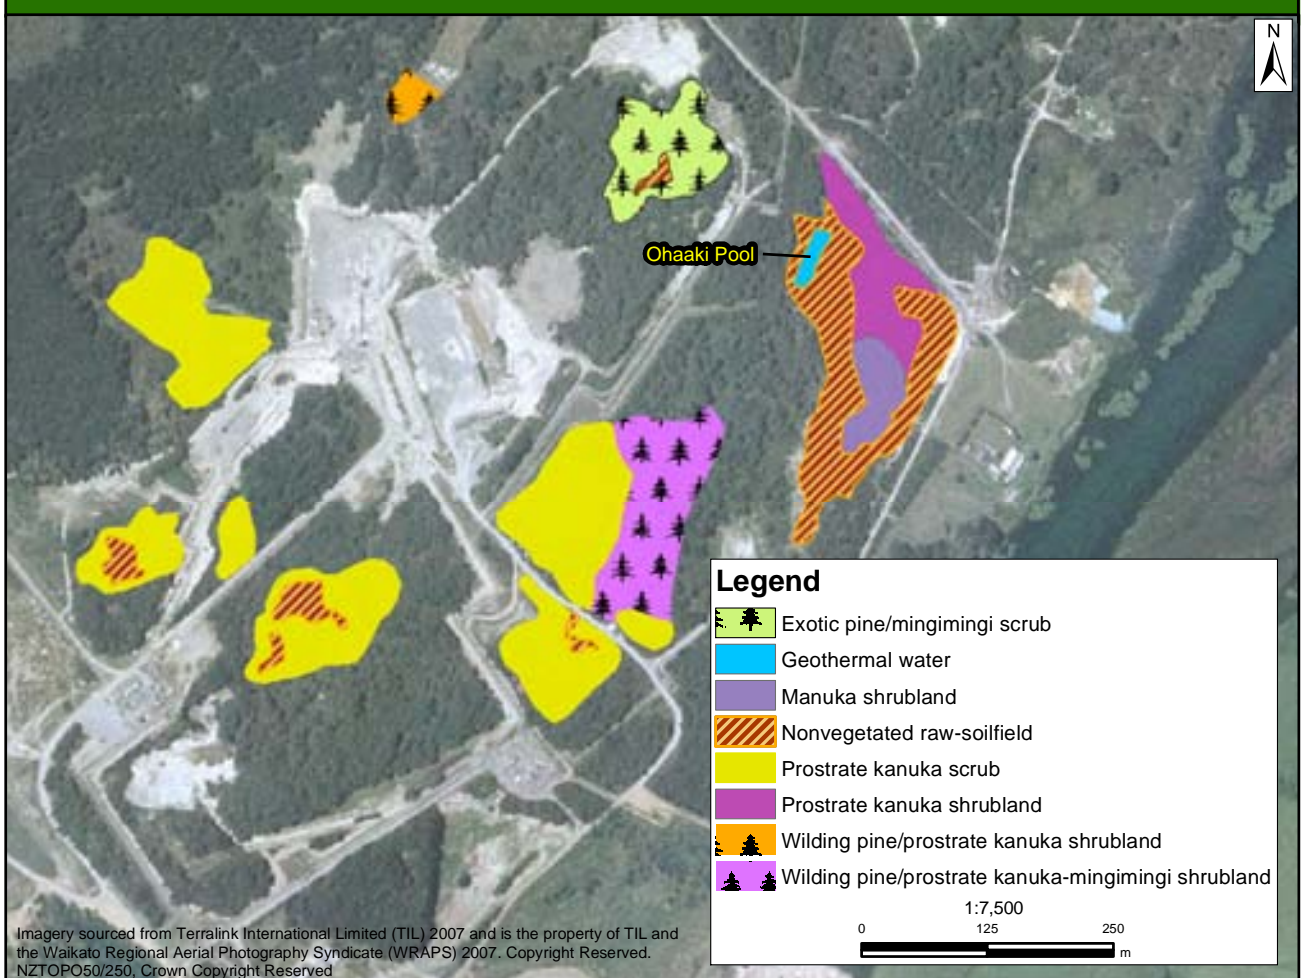 N
Ohaaki Pool
Legend
Exotic pine/mingimingi scrub
Geothermal water
Manuka shrubland
Nonvegetated raw-soilfield
Prostrate kanuka scrub
Prostrate kanuka shrubland
Wilding pine/prostrate kanuka shrubland
Wilding pine/prostrate kanuka-mingimingi shrubland
1:7,500
0 125 250
m
Imagery sourced from Terralink International Limited (TIL) 2007 and is the property of TIL and
the Waikato Regional Aerial Photography Syndicate (WRAPS) 2007. Copyright Reserved.
NZTOPO50/250, Crown Copyright Reserved